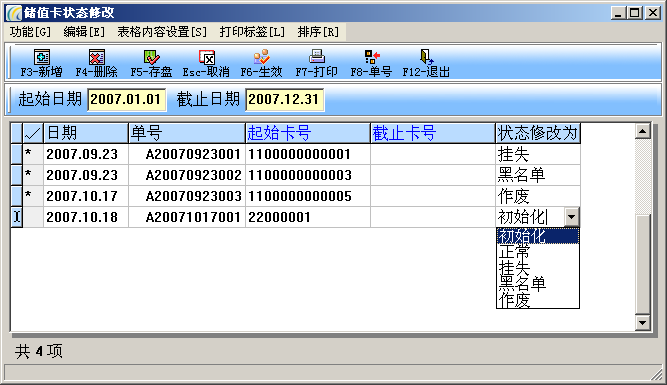 儲值卡状态修改
功能[G] 编辑[E] 表格内容设置[S] 打印标签[L] 排序[R]
F3-新增 F4-删除 F5-存盘 Esc-取消 F6-生效 F7-打印 F8-单号 F12-退出
起始日期 2007.01.01 截止日期 2007.12.31
日期 单号 起始卡号 截止卡号 状态修改为
* 2007.09.23 A20070923001 1100000000001 挂失
* 2007.09.23 A20070923002 1100000000003 黑名单
* 2007.10.17 A20070923003 1100000000005 作废
2007.10.18 A20071017001 22000001 初始化
初始化
正常
挂失
黑名单
作废
共 4 项